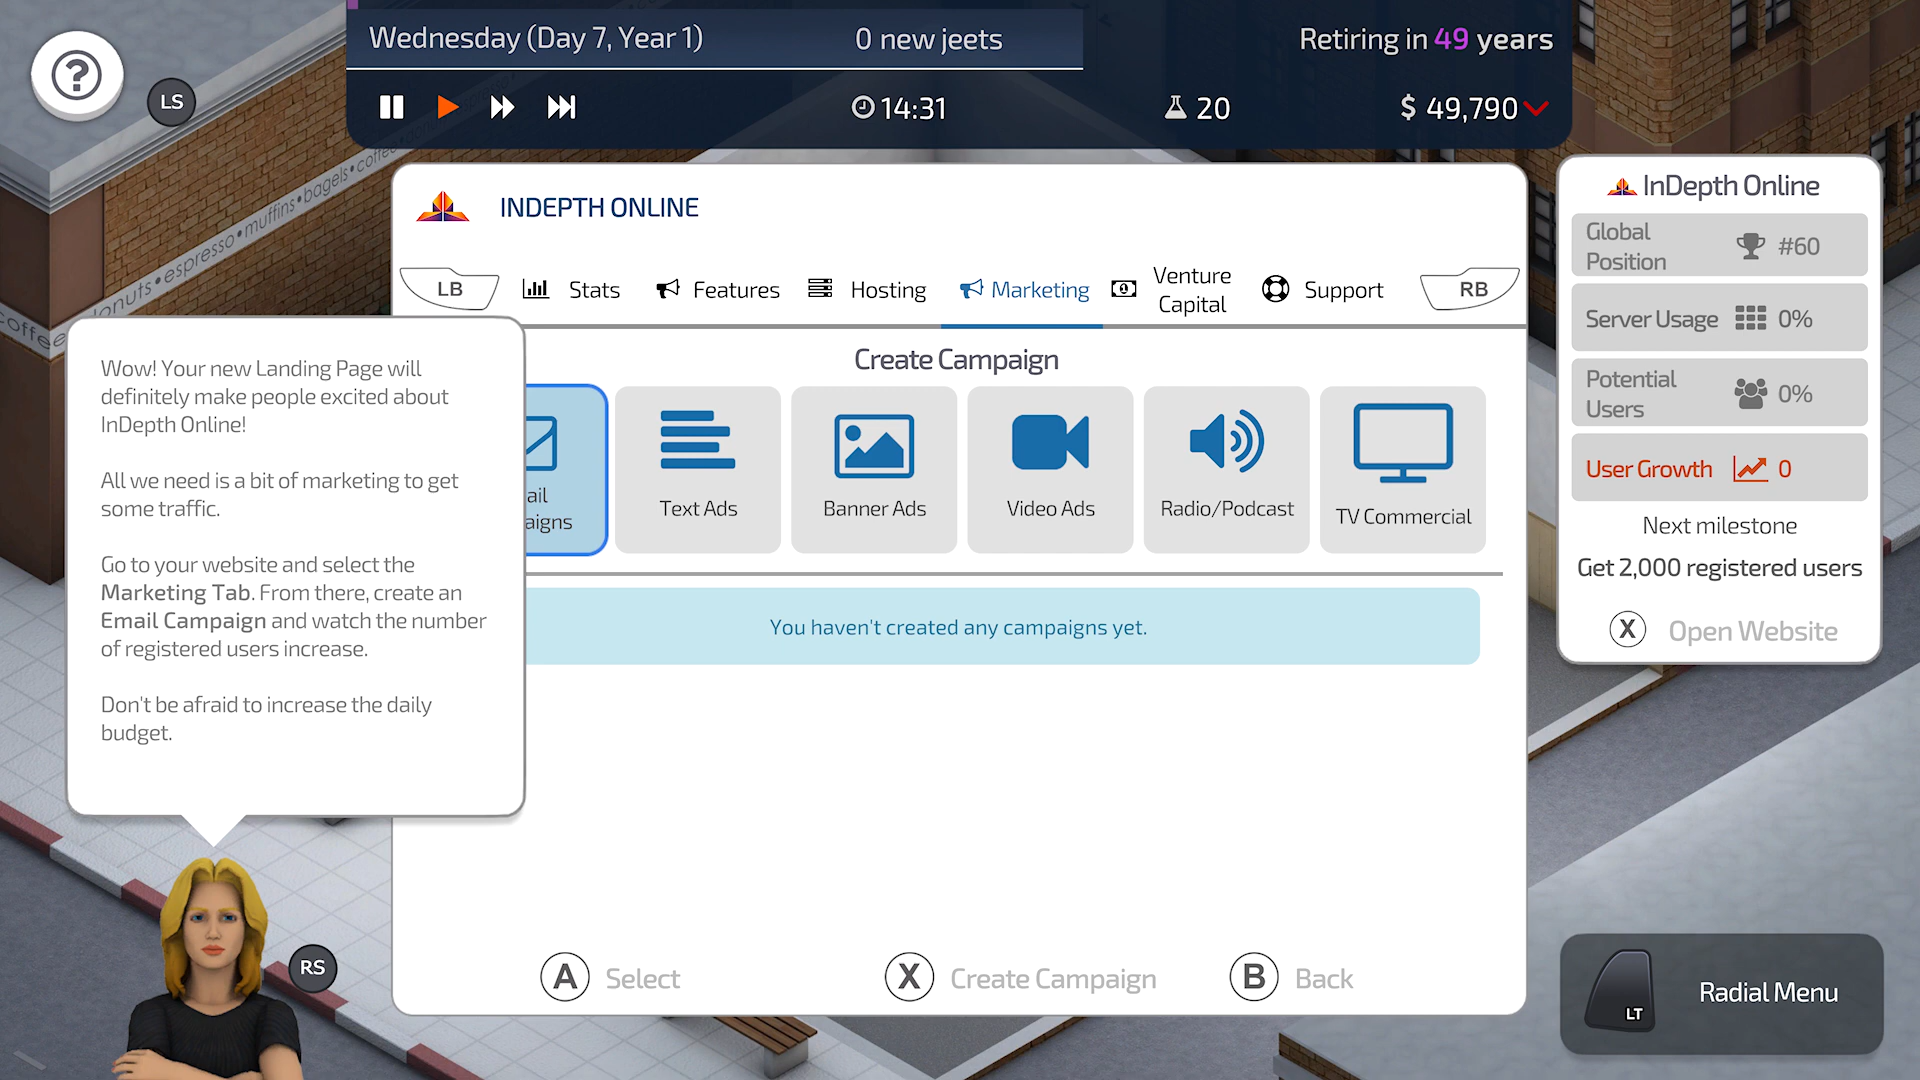 Wednesday (Day 7, Year 1)
0 new jeets
Retiring in 49 years
LS
14:31
20
$ 49,790
donuts • espresso • muffins • bagels • coffee
coffee
INDEPTH ONLINE
LB
Stats
Features
Hosting
Marketing
Venture
Capital
Support
RB
Create Campaign
ail
aigns
Text Ads
Banner Ads
Video Ads
Radio/Podcast
TV Commercial
You haven't created any campaigns yet.
Wow! Your new Landing Page will
definitely make people excited about
InDepth Online!
All we need is a bit of marketing to get
some traffic.
Go to your website and select the
Marketing Tab. From there, create an
Email Campaign and watch the number
of registered users increase.
Don't be afraid to increase the daily
budget.
RS
A Select
X Create Campaign
B Back
InDepth Online
Global
Position
#60
Server Usage
0%
Potential
Users
0%
User Growth
0
Next milestone
Get 2,000 registered users
X Open Website
LT
Radial Menu